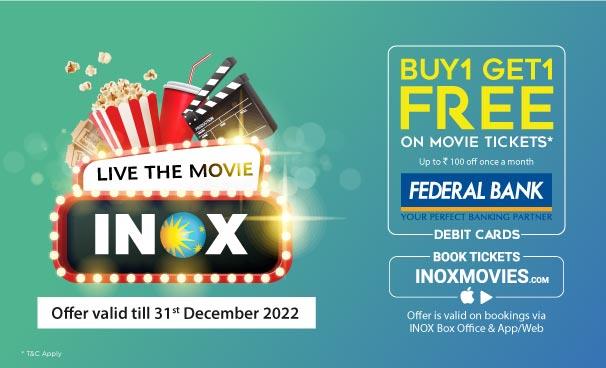 LIVE THE MOVIE
INOX
Offer valid till 31st December 2022
* T&C Apply
BUY1 GET1
FREE
ON MOVIE TICKETS*
Up to ₹ 100 off once a month
FEDERAL BANK
YOUR PERFECT BANKING PARTNER
DEBIT CARDS
BOOK TICKETS
INOXMOVIES.COM
Offer is valid on bookings via
INOX Box Office & App/Web